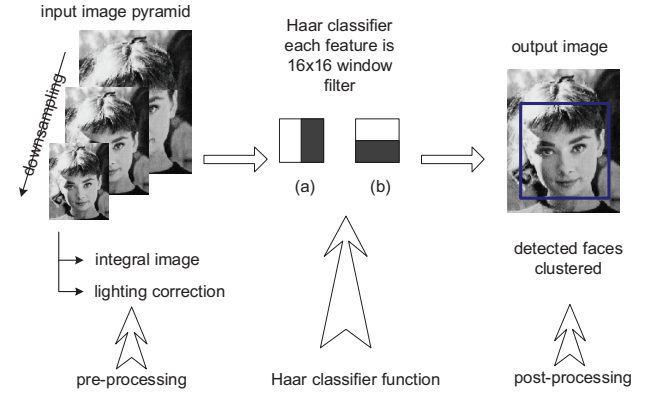 input image pyramid
downsampling
integral image
lighting correction
pre-processing
Haar classifier
each feature is
16x16 window
filter
(a)
(b)
Haar classifier function
output image
detected faces
clustered
post-processing